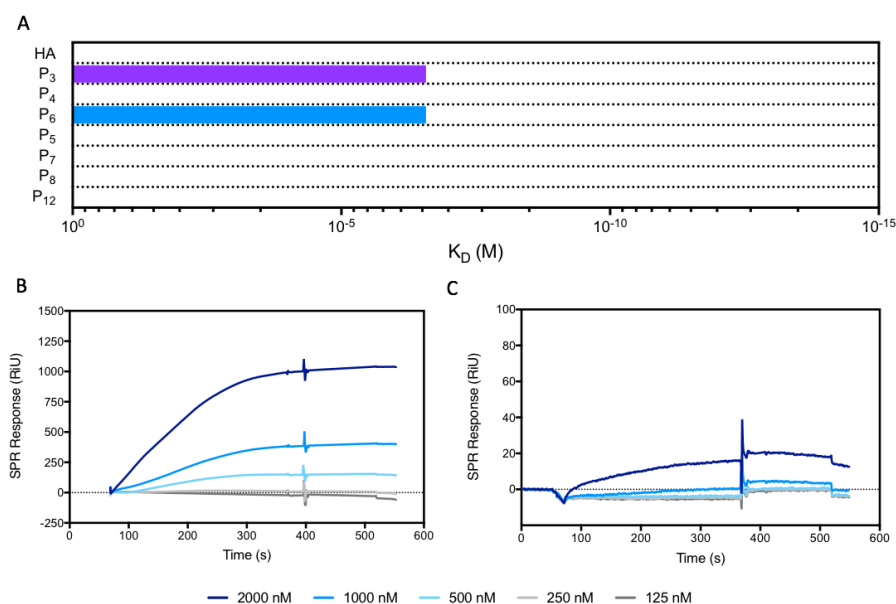 A
HA
P3
P4
P6
P5
P7
P8
P12
10^0 10^-5 10^-10 10^-15
KD (M)
B
1500
1000
750
500
250
0
-250
SPR Response (RiU)
0 100 200 300 400 500 600
Time (s)
C
100
80
60
40
20
0
SPR Response (RiU)
0 100 200 300 400 500 600
Time (s)
2000 nM 1000 nM 500 nM 250 nM 125 nM